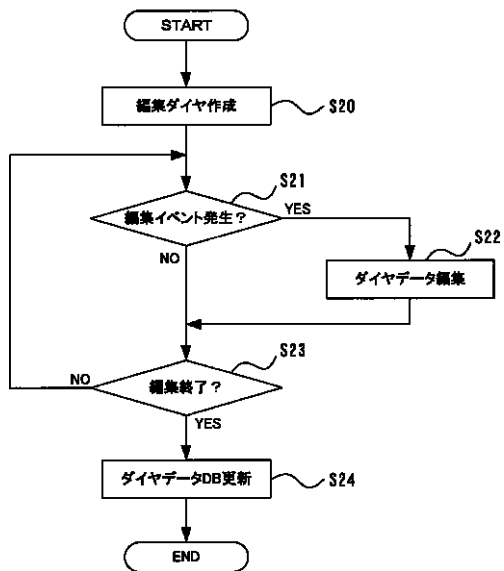 START
編集ダイヤ作成
S20
S21
編集イベント発生?
YES
S22
NO
ダイヤデータ編集
S23
NO
編集終了?
YES
ダイヤデータDB更新
S24
END